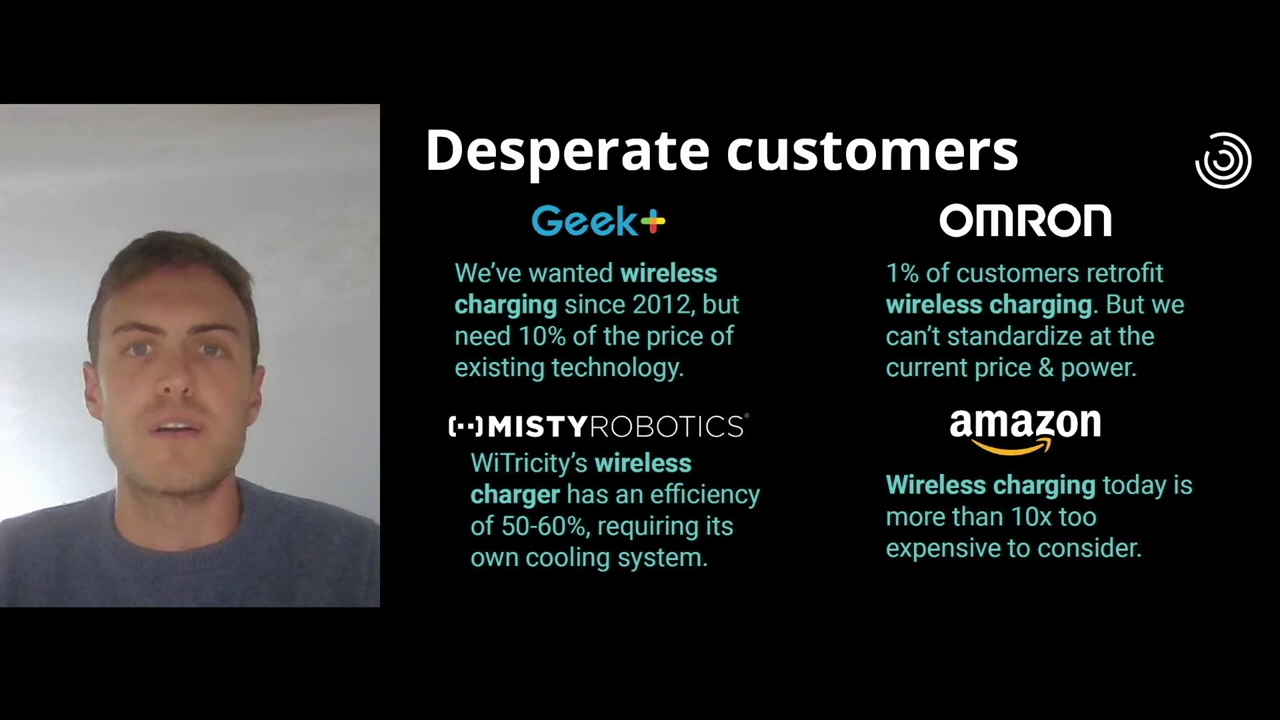 Desperate customers
Geek+
We've wanted wireless
charging since 2012, but
need 10% of the price of
existing technology.
OMRON
1% of customers retrofit
wireless charging. But we
can't standardize at the
current price & power.
MISTYROBOTICS®
WiTricity's wireless
charger has an efficiency
of 50-60%, requiring its
own cooling system.
amazon
Wireless charging today is
more than 10x too
expensive to consider.